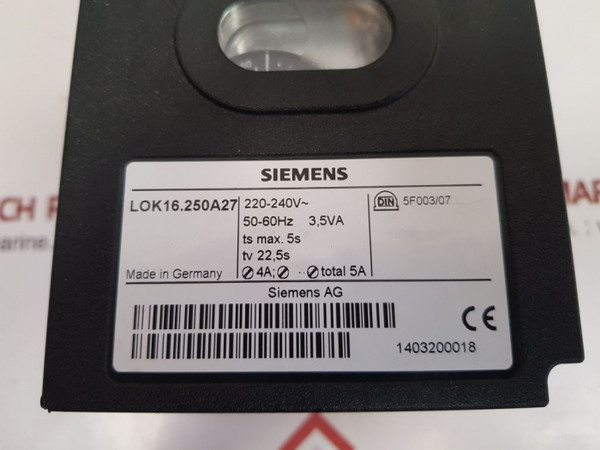 SIEMENS
LOK16.250A27
220-240V~
50-60Hz 3,5VA
ts max. 5s
tv 22,5s
4A; ·· total 5A
DIN 5F003/07
Made in Germany
Siemens AG
CE
1403200018